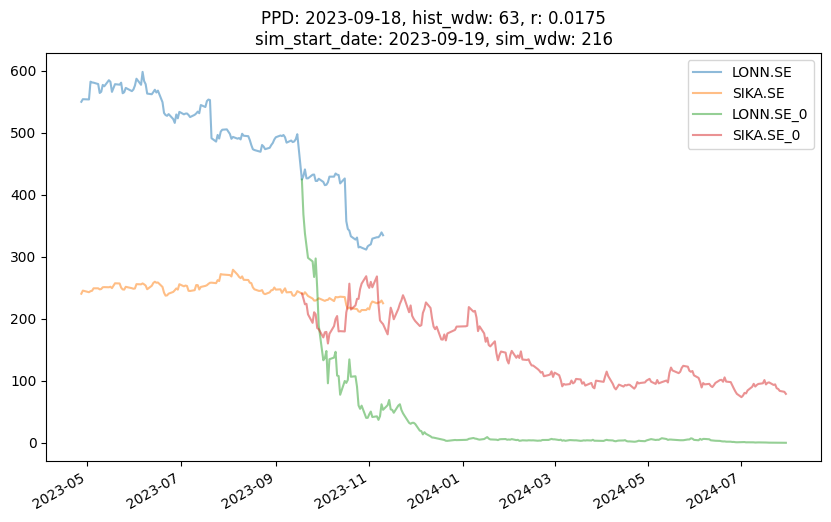 PPD: 2023-09-18, hist_wdw: 63, r: 0.0175
sim_start_date: 2023-09-19, sim_wdw: 216
LONN.SE
SIKA.SE
LONN.SE_0
SIKA.SE_0
600
500
400
300
200
100
0
2023-05
2023-07
2023-09
2023-11
2024-01
2024-03
2024-05
2024-07